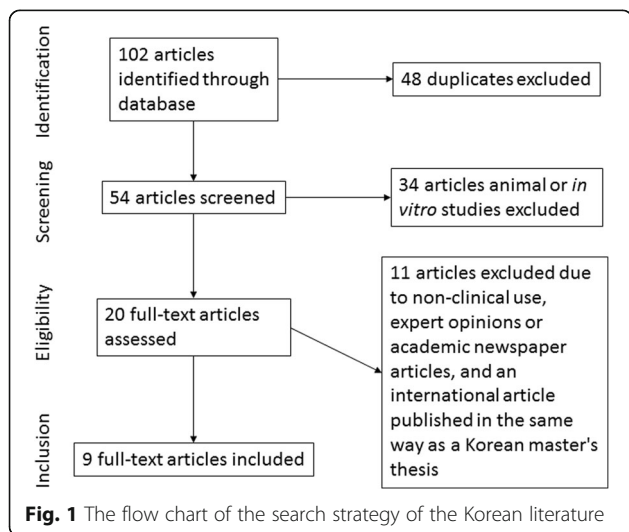 Identification
102 articles
identified through
database
48 duplicates excluded
Screening
54 articles screened
34 articles animal or in
vitro studies excluded
Eligibility
20 full-text articles
assessed
11 articles excluded due
to non-clinical use,
expert opinions or
academic newspaper
articles, and an
international article
published in the same
way as a Korean master's
thesis
Inclusion
9 full-text articles included
Fig. 1 The flow chart of the search strategy of the Korean literature